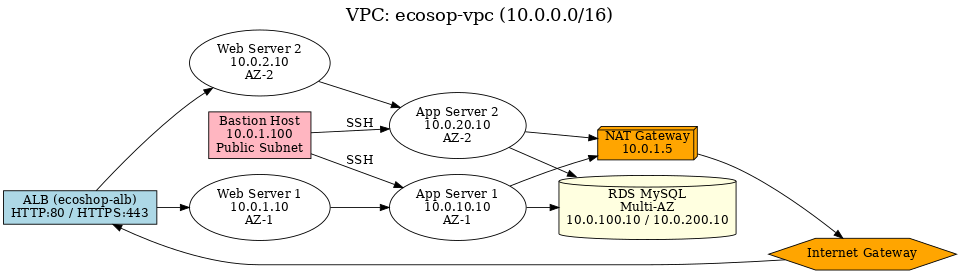 VPC: ecosop-vpc (10.0.0.0/16)
Web Server 2
10.0.2.10
AZ-2
Bastion Host
10.0.1.100
Public Subnet
SSH
SSH
App Server 2
10.0.20.10
AZ-2
NAT Gateway
10.0.1.5
ALB (ecoshop-alb)
HTTP:80 / HTTPS:443
Web Server 1
10.0.1.10
AZ-1
App Server 1
10.0.10.10
AZ-1
RDS MySQL
Multi-AZ
10.0.100.10 / 10.0.200.10
Internet Gateway